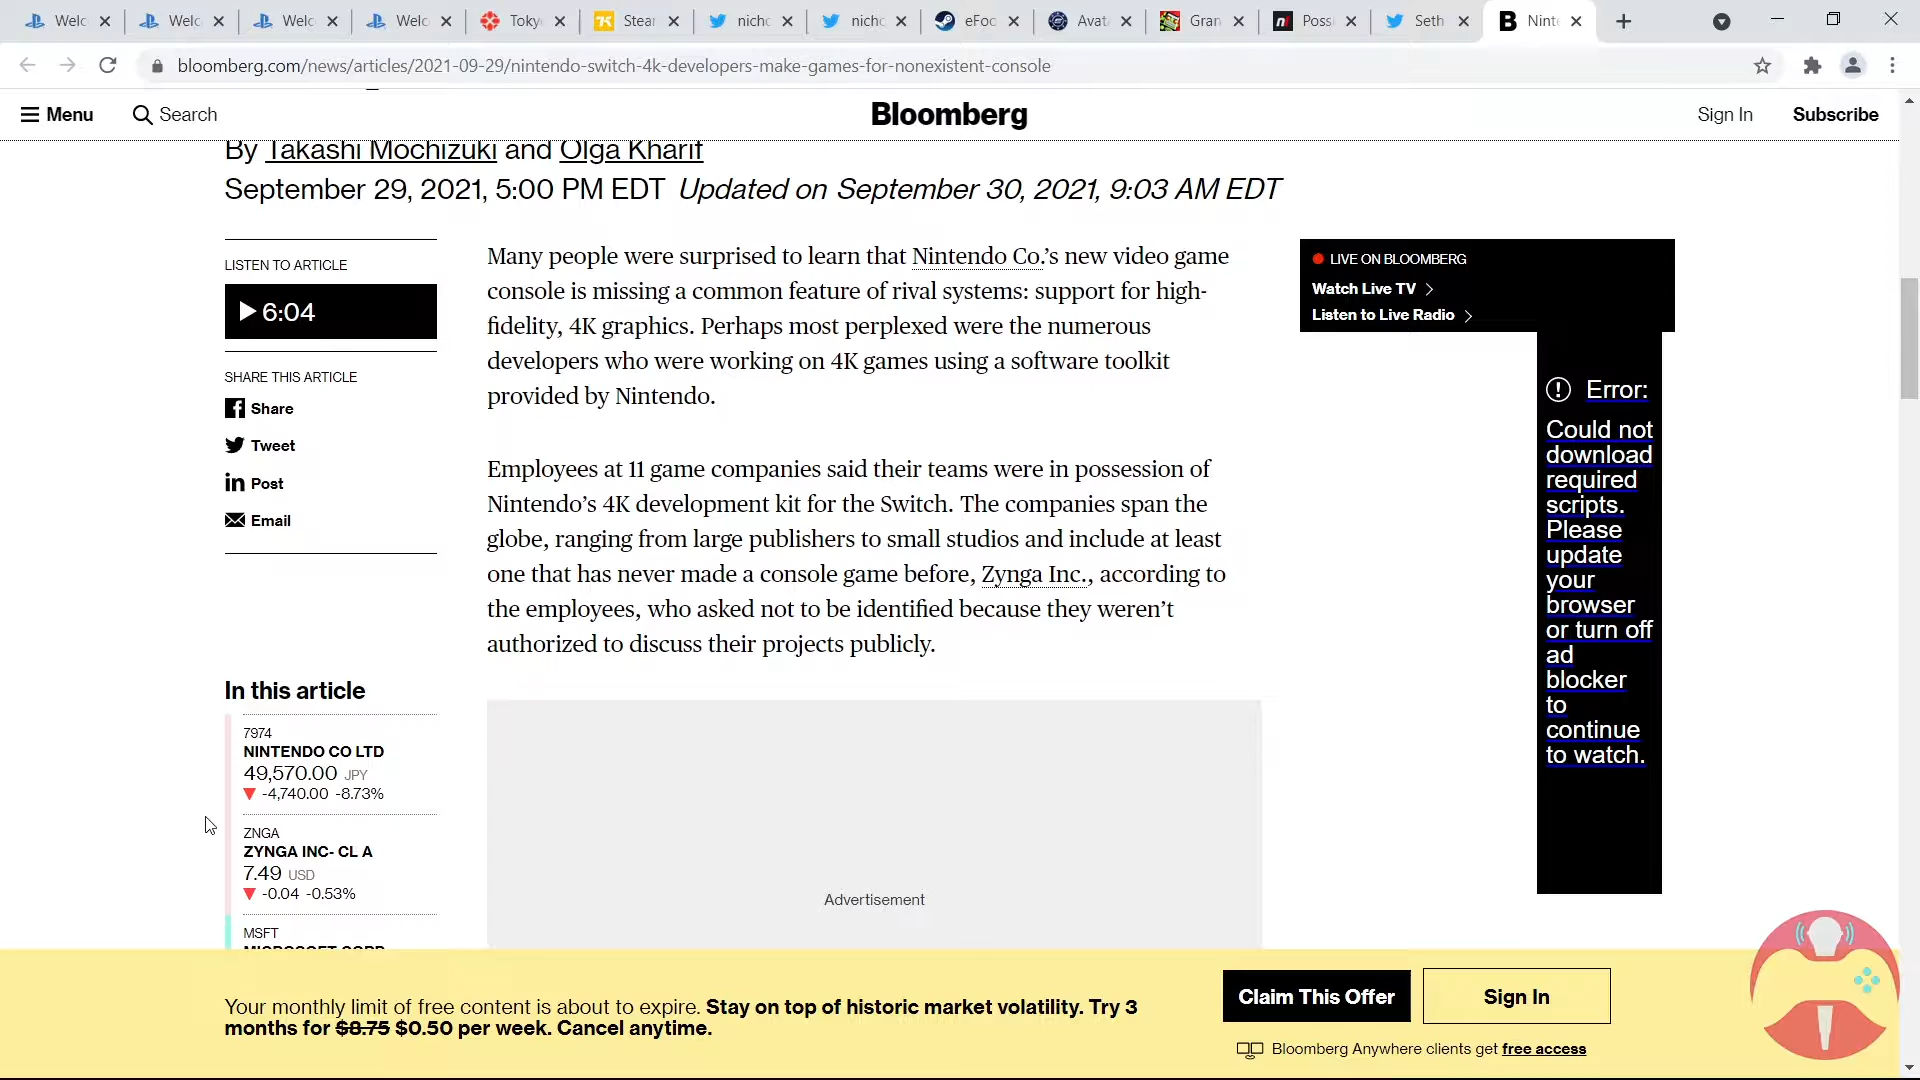 Welc
Welc
Welc
Welc
Toky
Stear
nicho
nicho
eFoo
Avat
Gran
Possi
Seth
Nint
bloomberg.com/news/articles/2021-09-29/nintendo-switch-4k-developers-make-games-for-nonexistent-console
Menu
Search
Bloomberg
Sign In
Subscribe
By Takashi Mochizuki and Olga Kharif
September 29, 2021, 5:00 PM EDT Updated on September 30, 2021, 9:03 AM EDT
LISTEN TO ARTICLE
6:04
SHARE THIS ARTICLE
Share
Tweet
Post
Email
In this article
7974
NINTENDO CO LTD
49,570.00 JPY
▼ -4,740.00 -8.73%
ZNGA
ZYNGA INC- CL A
7.49 USD
▼ -0.04 -0.53%
MSFT
MICROSOFT CORP
Many people were surprised to learn that Nintendo Co.’s new video game
console is missing a common feature of rival systems: support for high-
fidelity, 4K graphics. Perhaps most perplexed were the numerous
developers who were working on 4K games using a software toolkit
provided by Nintendo.
Employees at 11 game companies said their teams were in possession of
Nintendo’s 4K development kit for the Switch. The companies span the
globe, ranging from large publishers to small studios and include at least
one that has never made a console game before, Zynga Inc., according to
the employees, who asked not to be identified because they weren’t
authorized to discuss their projects publicly.
Advertisement
LIVE ON BLOOMBERG
Watch Live TV
Listen to Live Radio
Error:
Could not
download
required
scripts.
Please
update
your
browser
or turn off
ad
blocker
to
continue
to watch.
Your monthly limit of free content is about to expire. Stay on top of historic market volatility. Try 3
months for $8.75 $0.50 per week. Cancel anytime.
Claim This Offer
Sign In
Bloomberg Anywhere clients get free access